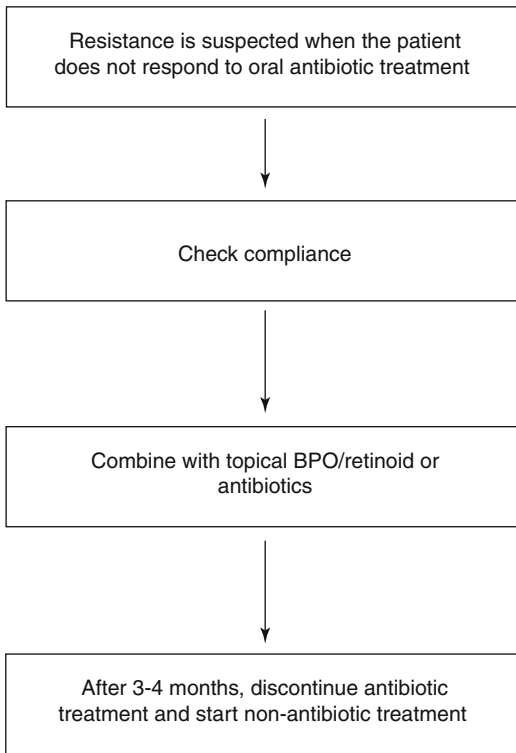 Resistance is suspected when the patient
does not respond to oral antibiotic treatment
Check compliance
Combine with topical BPO/retinoid or
antibiotics
After 3-4 months, discontinue antibiotic
treatment and start non-antibiotic treatment